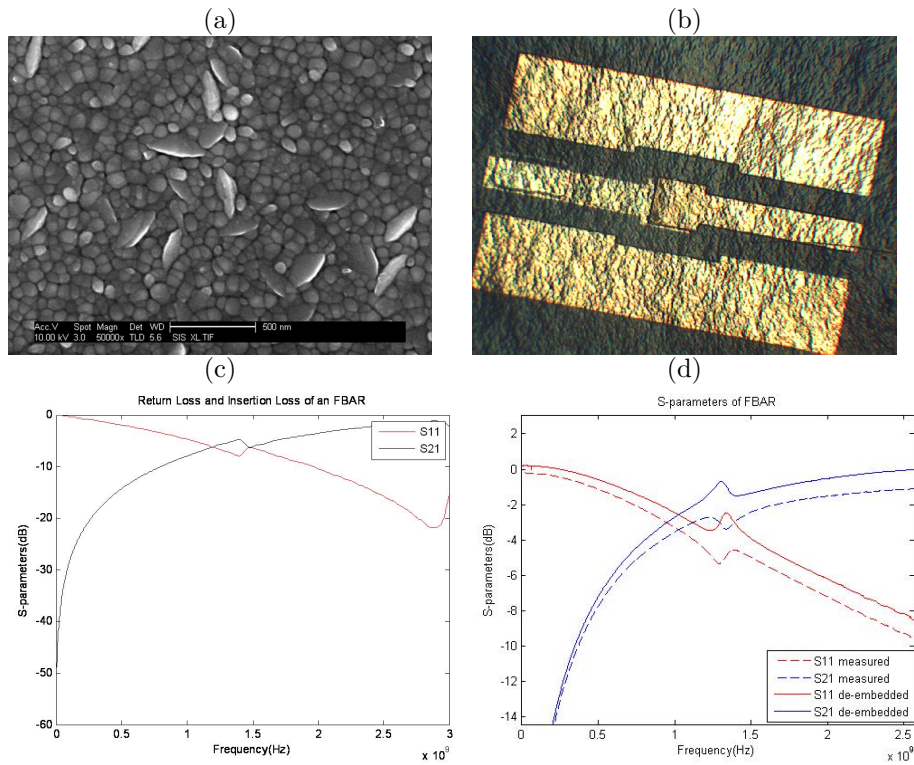 (a)
(b)
Acc.V Spot Magn Det WD 500 nm
10.00 kV 3.0 50000x TLD 5.6 SIS XL.TIF
(c)
(d)
Return Loss and Insertion Loss of an FBAR
S11
S21
0
-10
-20
-30
-40
-50
-60
S-parameters(dB)
0 0.5 1 1.5 2 2.5 3
Frequency(Hz)
x 10^9
S-parameters of FBAR
2
0
-2
-4
-6
-8
-10
-12
-14
S-parameters(dB)
S11 measured
S21 measured
S11 de-embedded
S21 de-embedded
0 0.5 1 1.5 2 2.5
Frequency(Hz)
x 10^9